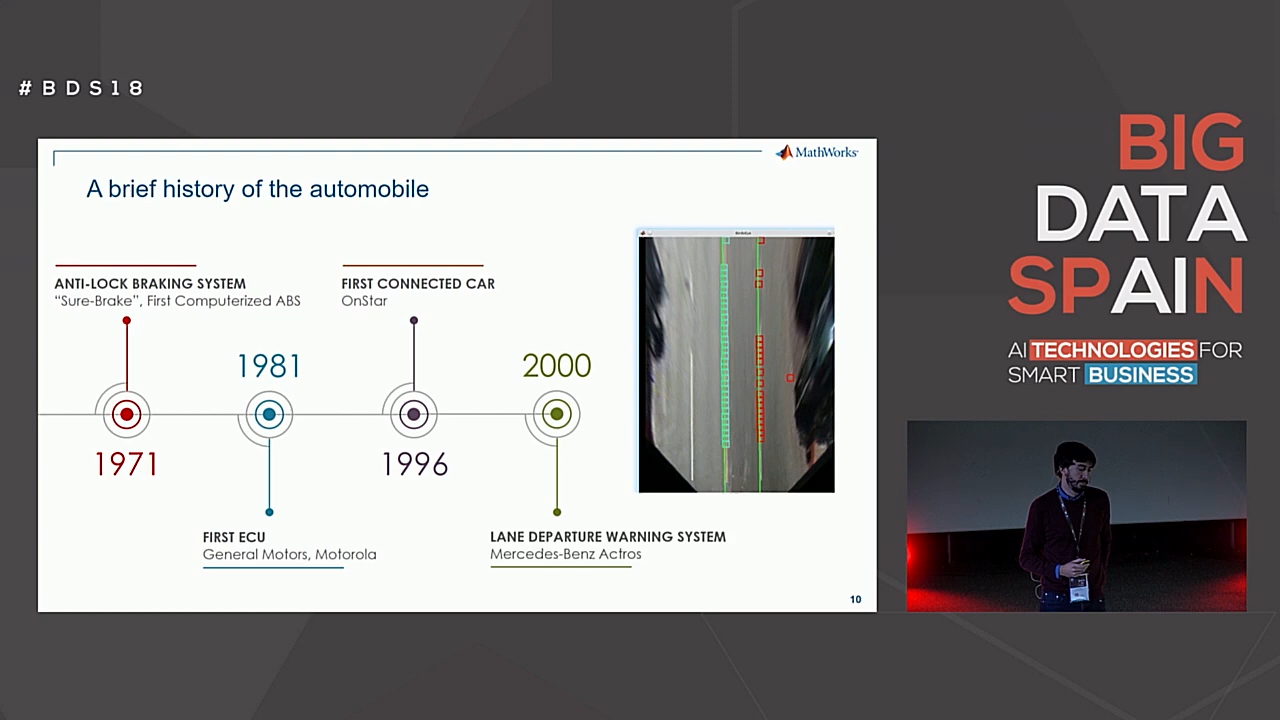 #BDS18
MathWorks
A brief history of the automobile
ANTI-LOCK BRAKING SYSTEM
“Sure-Brake”, First Computerized ABS
FIRST CONNECTED CAR
OnStar
1981
2000
1971
1996
FIRST ECU
General Motors, Motorola
LANE DEPARTURE WARNING SYSTEM
Mercedes-Benz Actros
10
BIG
DATA
SPAIN
AI TECHNOLOGIES FOR
SMART BUSINESS